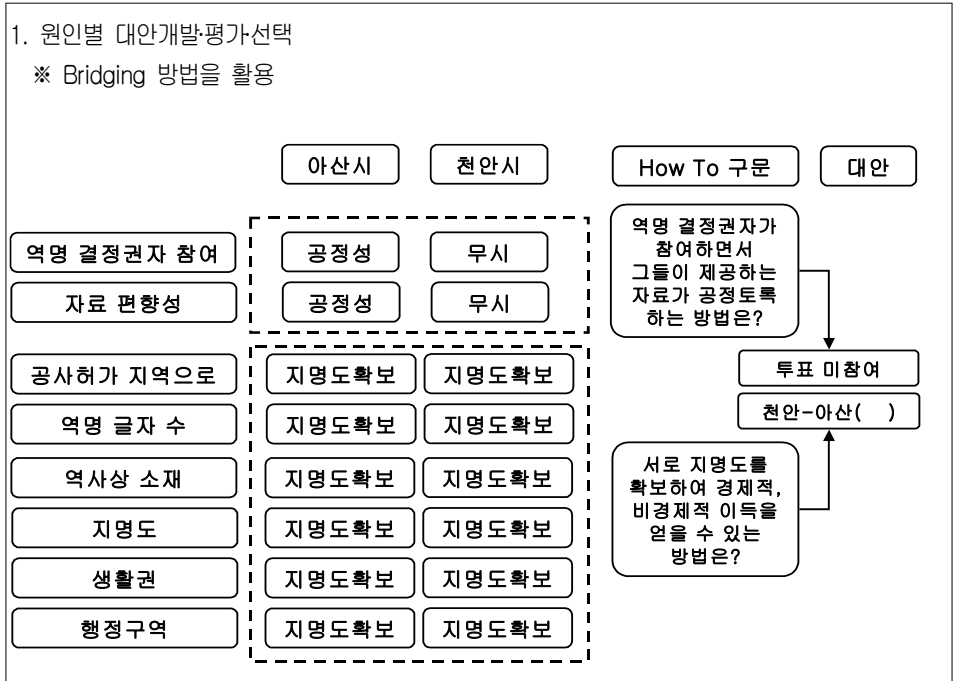 1. 원인별 대안개발·평가·선택
※ Bridging 방법을 활용
아산시 천안시 How To 구문 대안
역명 결정권자 참여 공정성 무시
자료 편향성 공정성 무시
역명 결정권자가
참여하면서
그들이 제공하는
자료가 공정토록
하는 방법은?
공사허가 지역으로 지명도확보 지명도확보
투표 미참여
역명 글자 수 지명도확보 지명도확보
천안-아산( )
역사상 소재 지명도확보 지명도확보
지명도 지명도확보 지명도확보
생활권 지명도확보 지명도확보
행정구역 지명도확보 지명도확보
서로 지명도를
확보하여 경제적,
비경제적 이득을
얻을 수 있는
방법은?